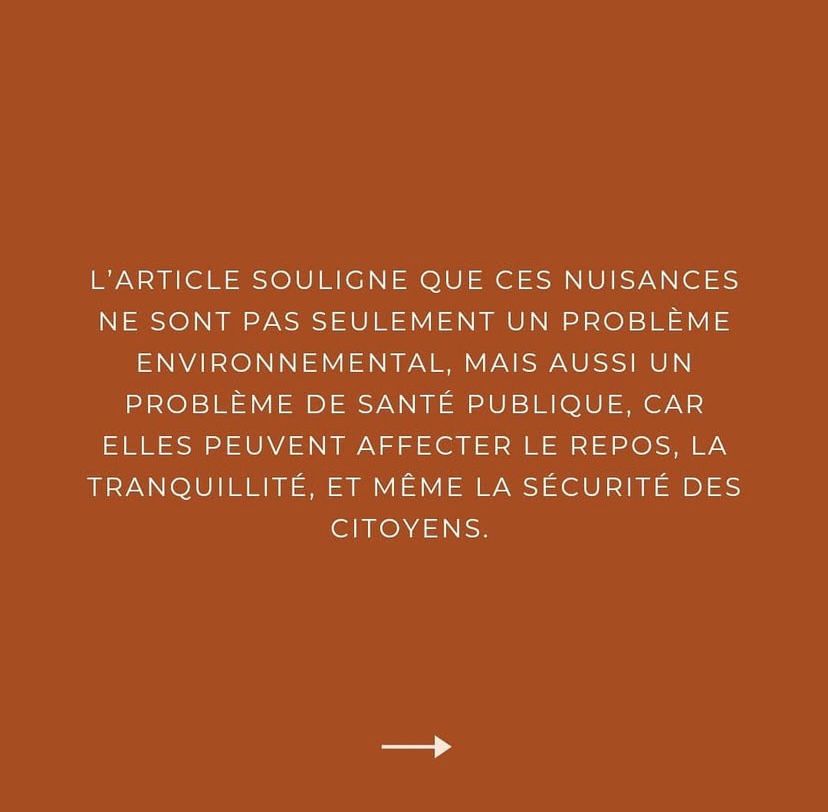 L’ARTICLE SOULIGNE QUE CES NUISANCES
NE SONT PAS SEULEMENT UN PROBLÈME
ENVIRONNEMENTAL, MAIS AUSSI UN
PROBLÈME DE SANTÉ PUBLIQUE, CAR
ELLES PEUVENT AFFECTER LE REPOS, LA
TRANQUILLITÉ, ET MÊME LA SÉCURITÉ DES
CITOYENS.